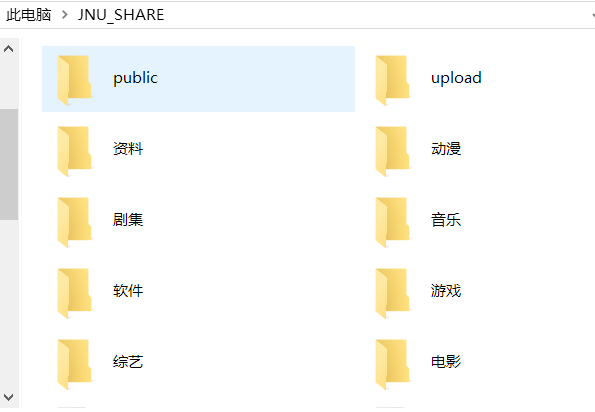 此电脑 > JNU_SHARE
public
upload
资料
动漫
剧集
音乐
软件
游戏
综艺
电影